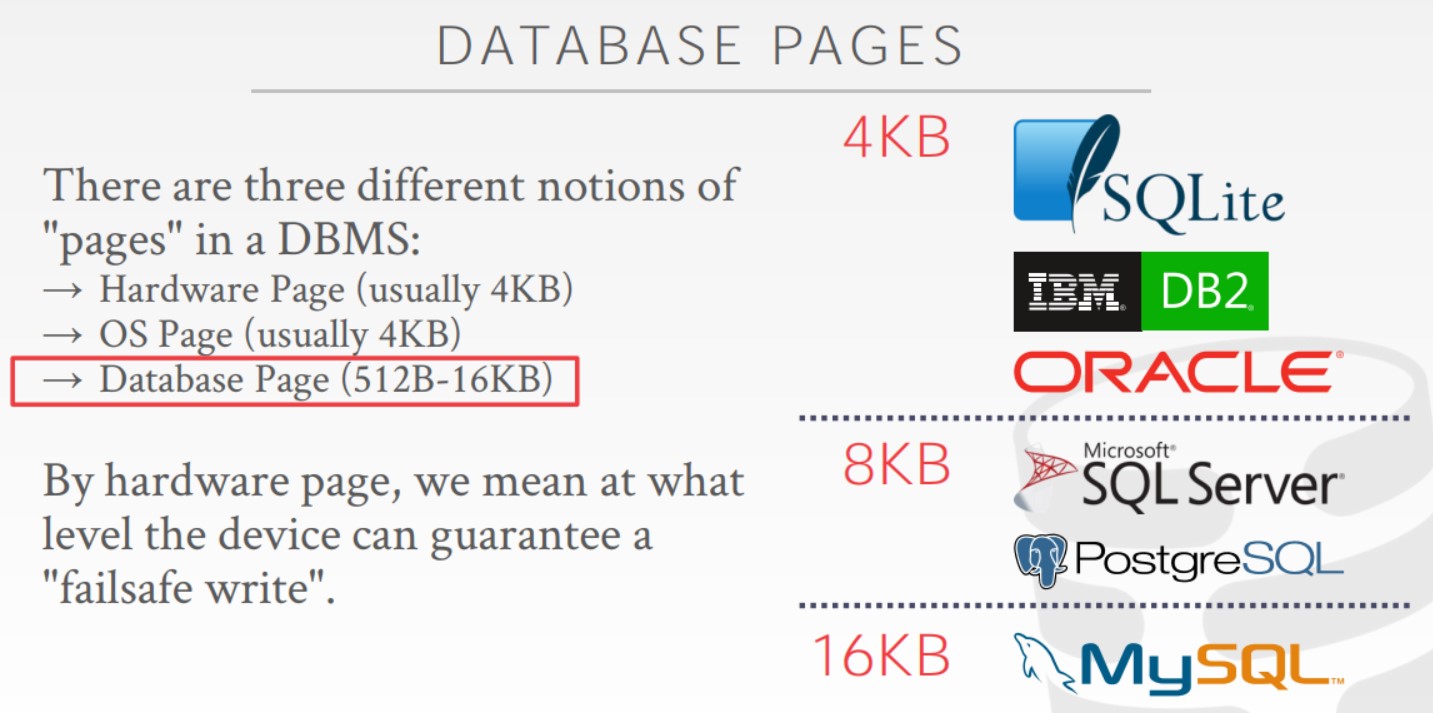 DATABASE PAGES
There are three different notions of
"pages" in a DBMS:
→ Hardware Page (usually 4KB)
→ OS Page (usually 4KB)
→ Database Page (512B-16KB)
By hardware page, we mean at what
level the device can guarantee a
"failsafe write".
4KB
SQLite
IBM® DB2®
ORACLE®
8KB
Microsoft®
SQL Server®
PostgreSQL
16KB
MySQL™